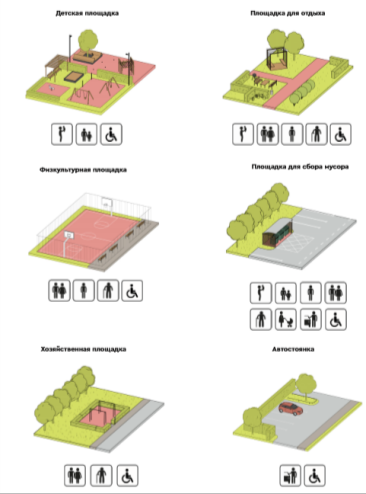 Детская площадка
Площадка для отдыха
Физкультурная площадка
Площадка для сбора мусора
Хозяйственная площадка
Автостоянка